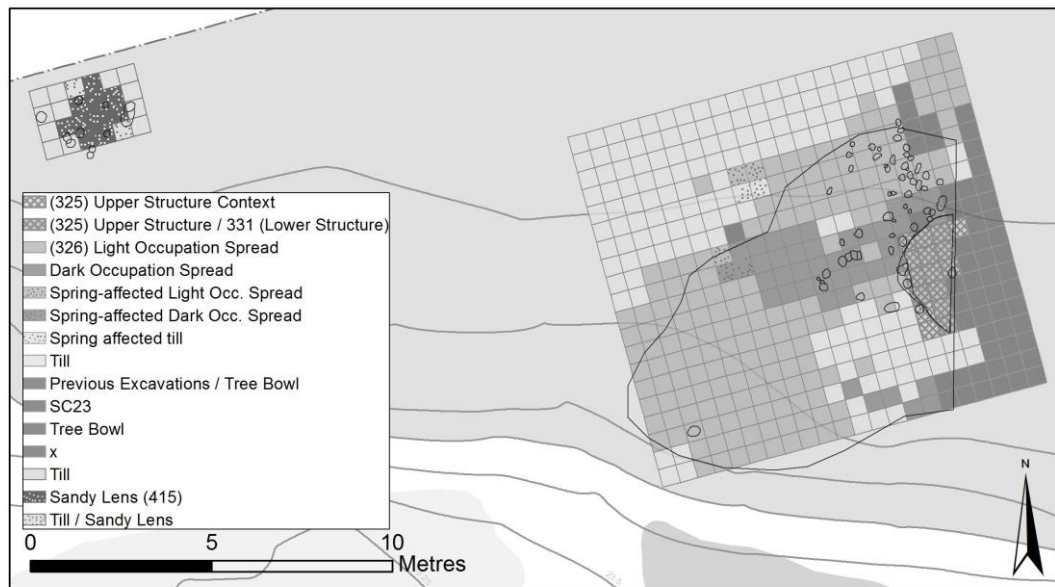 (325) Upper Structure Context
(325) Upper Structure / 331 (Lower Structure)
(326) Light Occupation Spread
Dark Occupation Spread
Spring-affected Light Occ. Spread
Spring-affected Dark Occ. Spread
Spring affected till
Till
Previous Excavations / Tree Bowl
SC23
Tree Bowl
x
Till
Sandy Lens (415)
Till / Sandy Lens
N
0 5 10
Metres